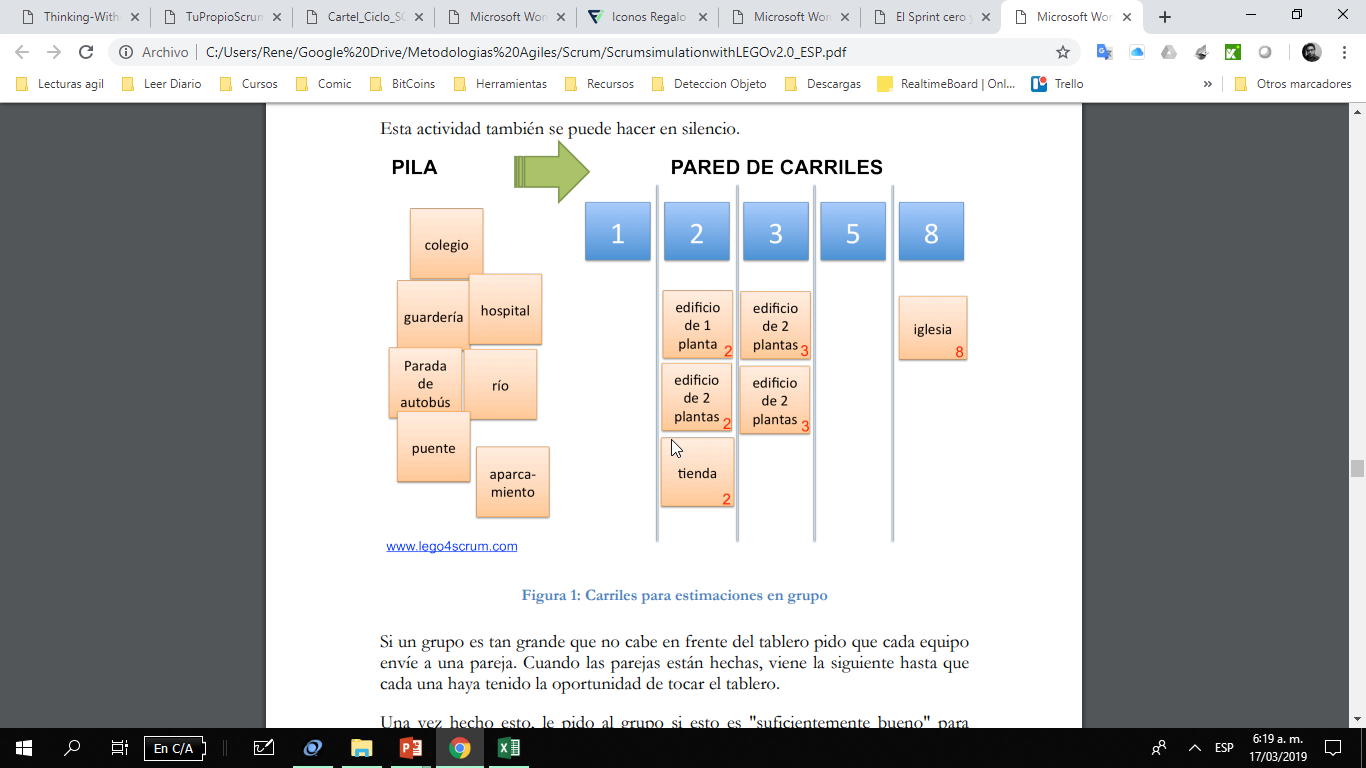 Thinking-With
TuPropioScrum
Cartel_Ciclo_SC
Microsoft Wor
Iconos Regalo
Microsoft Wor
El Sprint cero y
Microsoft Wor
Archivo
C:/Users/Rene/Google%20Drive/Metodologias%20Agiles/Scrum/ScrumsimulationwithLEGOv2.0_ESP.pdf
Lecturas agil
Leer Diario
Cursos
Comic
BitCoins
Herramientas
Recursos
Deteccion Objeto
Descargas
RealtimeBoard | Onl...
Trello
»
Otros marcadores
Esta actividad también se puede hacer en silencio.
PILA
PARED DE CARRILES
1
2
3
5
8
colegio
guardería
hospital
Parada
de
autobús
río
puente
aparca-
miento
edificio
de 1
planta
2
edificio
de 2
plantas
2
tienda
2
edificio
de 2
plantas
3
edificio
de 2
plantas
3
iglesia
8
www.lego4scrum.com
Figura 1: Carriles para estimaciones en grupo
Si un grupo es tan grande que no cabe en frente del tablero pido que cada equipo
envíe a una pareja. Cuando las parejas están hechas, viene la siguiente hasta que
cada una haya tenido la oportunidad de tocar el tablero.
Una vez hecho esto, le pido al grupo si esto es "suficientemente bueno" para
En C/A
ESP
6:19 a. m.
17/03/2019